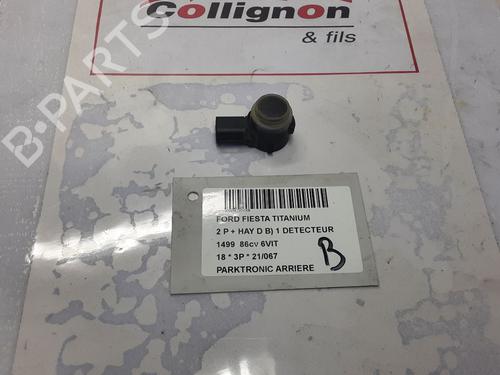 Collignon
& fils
B-PARTS
FORD FIESTA TITANIUM
2 P + HAY D B) 1 DETECTEUR
1499 86cv 6VIT
18 * 3P * 21/067
PARKTRONIC ARRIERE
B